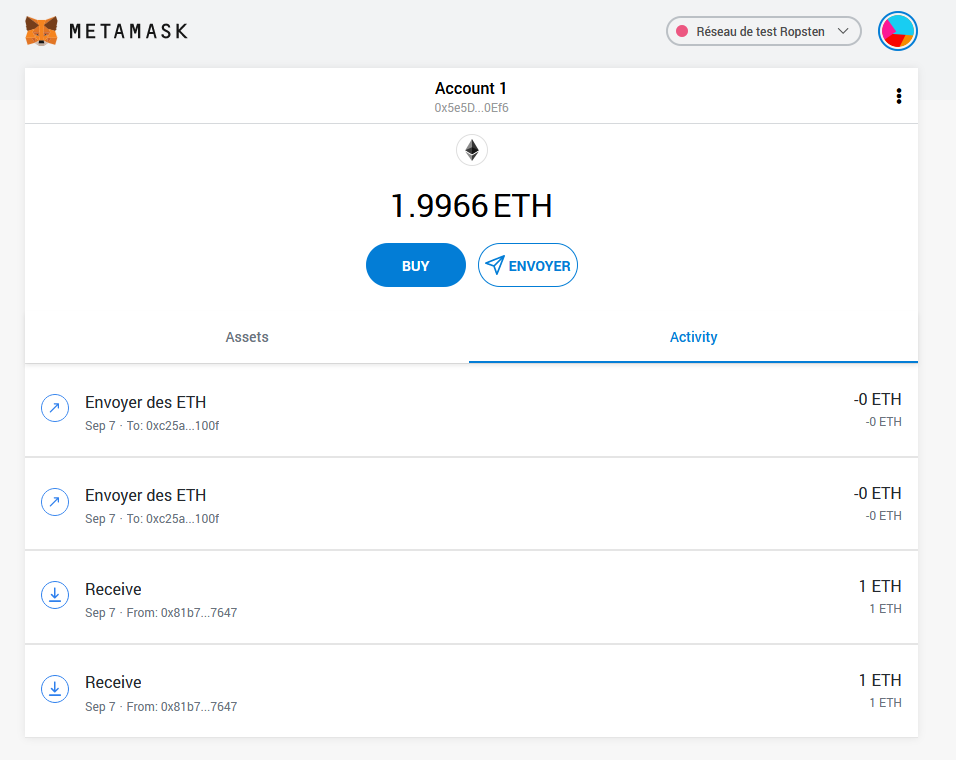 METAMASK
Réseau de test Ropsten
Account 1
0x5e5D...0Ef6
1.9966 ETH
BUY
ENVOYER
Assets
Activity
Envoyer des ETH
-0 ETH
Sep 7 · To: 0xc25a...100f
-0 ETH
Envoyer des ETH
-0 ETH
Sep 7 · To: 0xc25a...100f
-0 ETH
Receive
1 ETH
Sep 7 · From: 0x81b7...7647
1 ETH
Receive
1 ETH
Sep 7 · From: 0x81b7...7647
1 ETH